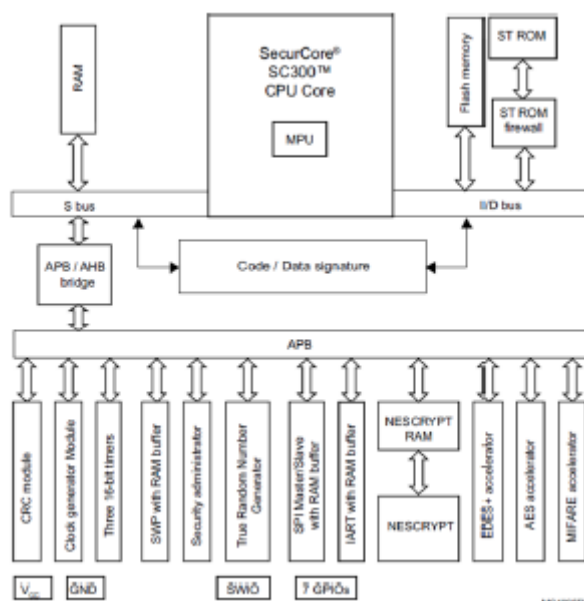 SecurCore®
SC300™
CPU Core
MPU
RAM
Flash memory
ST ROM
ST ROM
firewall
S bus
I/D bus
APB / AHB
bridge
Code / Data signature
APB
CRC module
Clock generator Module
Three 16-bit timers
SWP with RAM buffer
Security administrator
True Random Number
Generator
SPI Master/Slave
with RAM buffer
IART with RAM buffer
NESCRYPT
RAM
NESCRYPT
EDES+ accelerator
AES accelerator
MIFARE accelerator
VCC
GND
SWIO
7 GPIOs